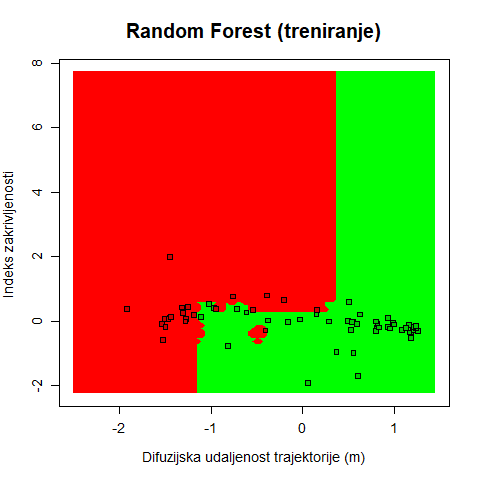 Random Forest (treniranje)
Indeks zakrivljenosti
8
6
4
2
0
-2
-2 -1 0 1
Difuzijska udaljenost trajektorije (m)